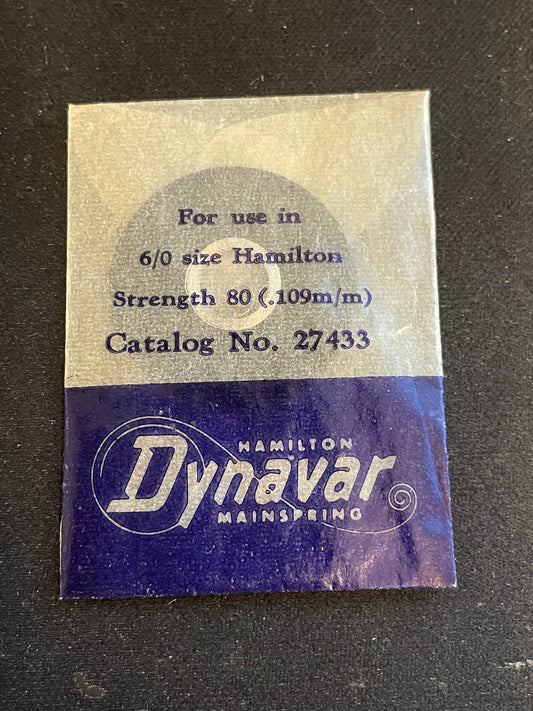 For use in
6/0 size Hamilton
Strength 80 (.109m/m)
Catalog No. 27433
HAMILTON
Dynavar
MAINSPRING